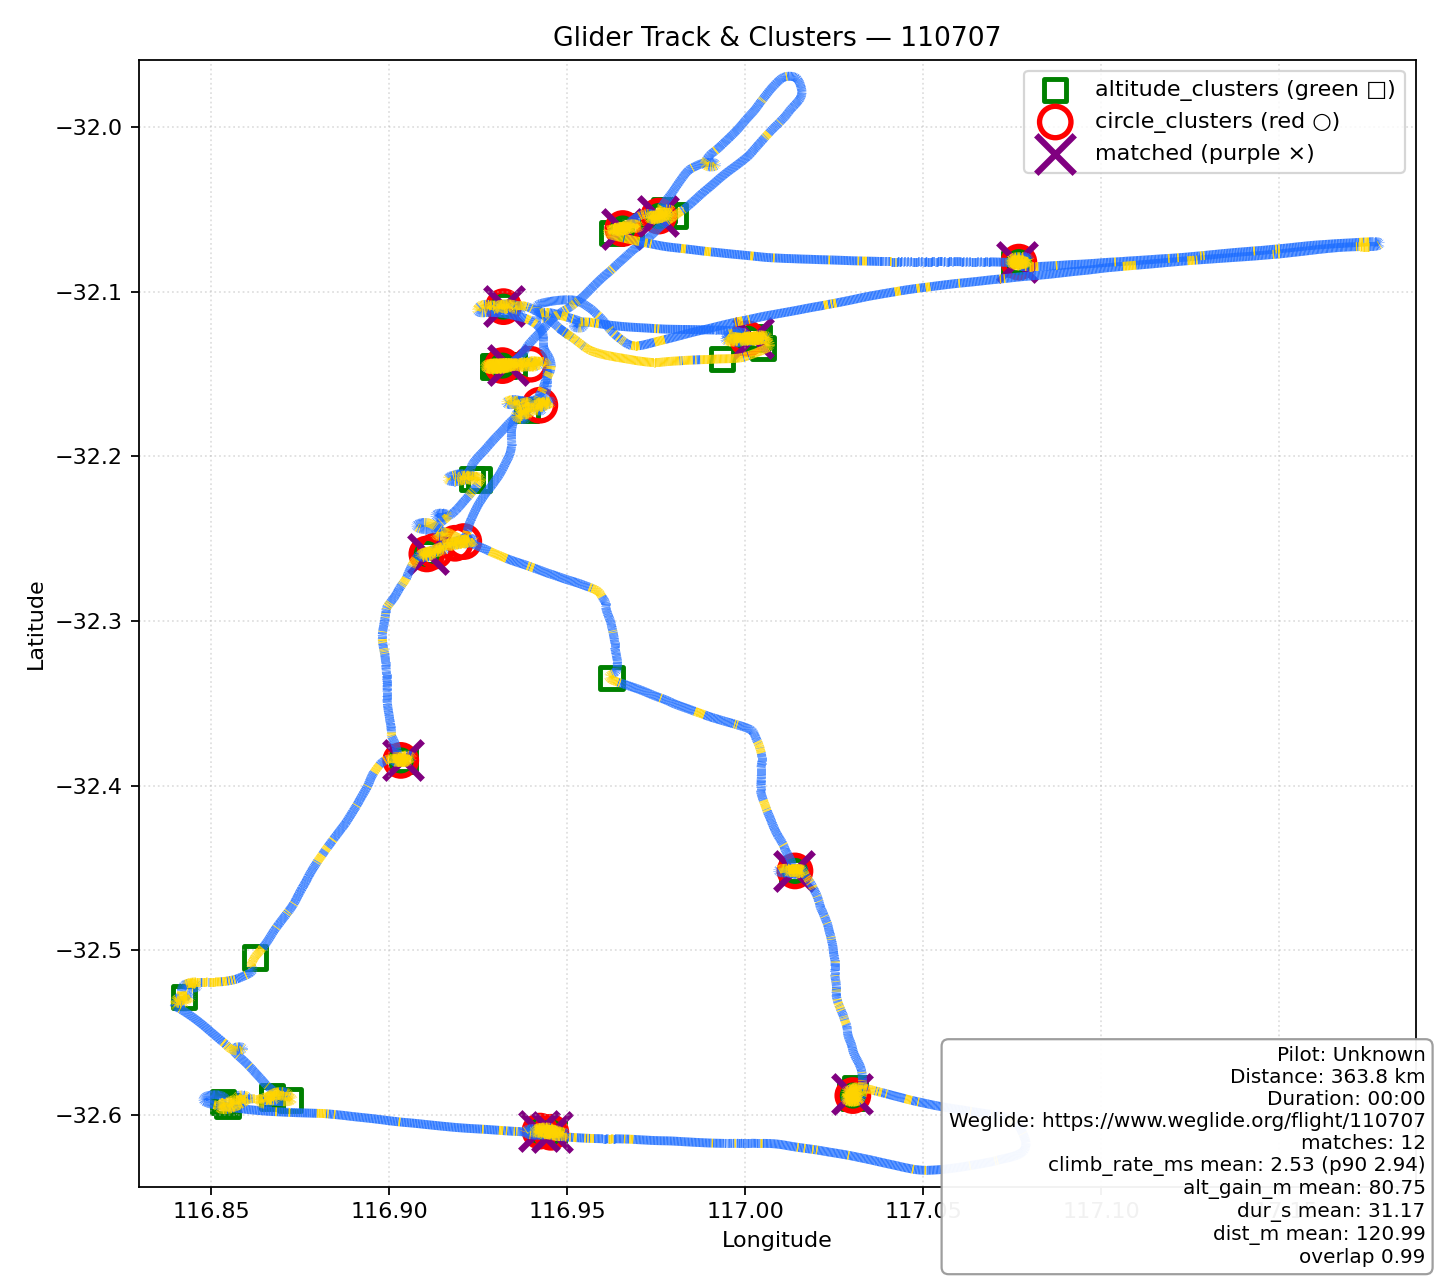 Glider Track & Clusters — 110707
altitude_clusters (green □)
circle_clusters (red ○)
matched (purple ×)
−32.0
−32.1
−32.2
−32.3
−32.4
−32.5
−32.6
Latitude
116.85
116.90
116.95
117.00
117.05
117.10
Longitude
Pilot: Unknown
Distance: 363.8 km
Duration: 00:00
Weglide: https://www.weglide.org/flight/110707
matches: 12
climb_rate_ms mean: 2.53 (p90 2.94)
alt_gain_m mean: 80.75
dur_s mean: 31.17
dist_m mean: 120.99
overlap 0.99